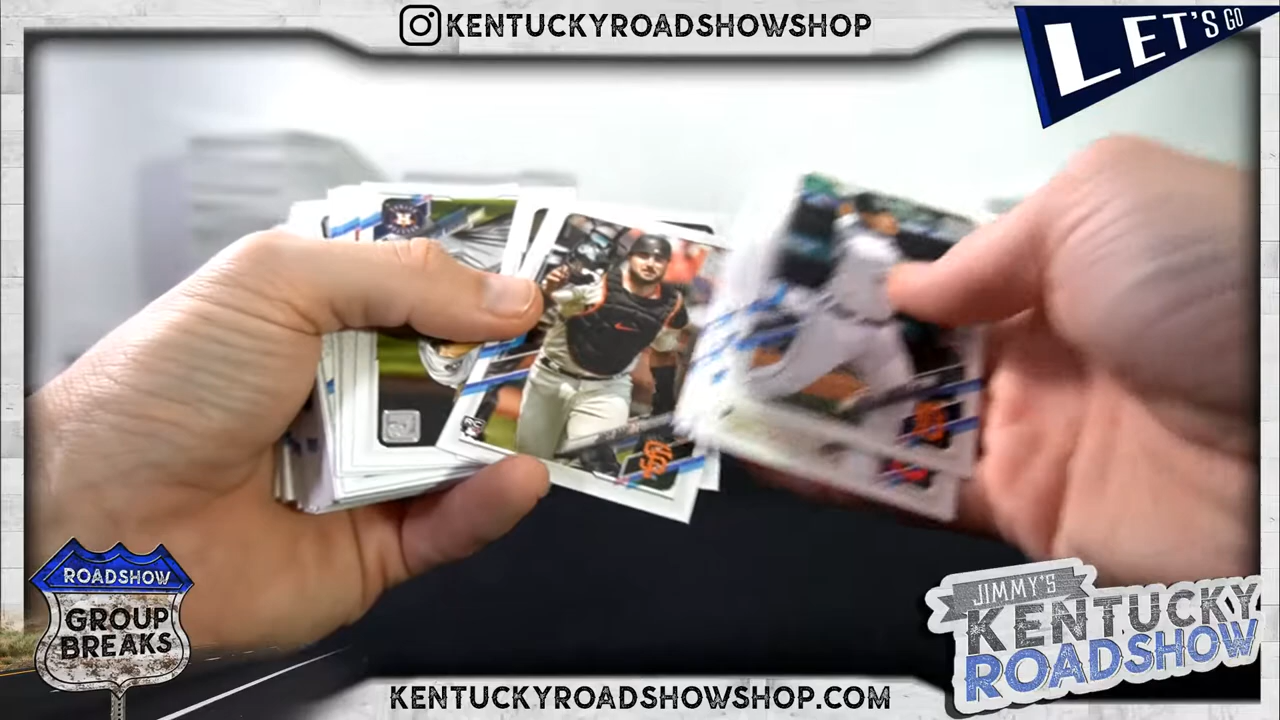 KENTUCKYROADSHOWSHOP
LET'S GO
ROADSHOW
GROUP
BREAKS
JIMMY'S
KENTUCKY
ROADSHOW
KENTUCKYROADSHOWSHOP.COM